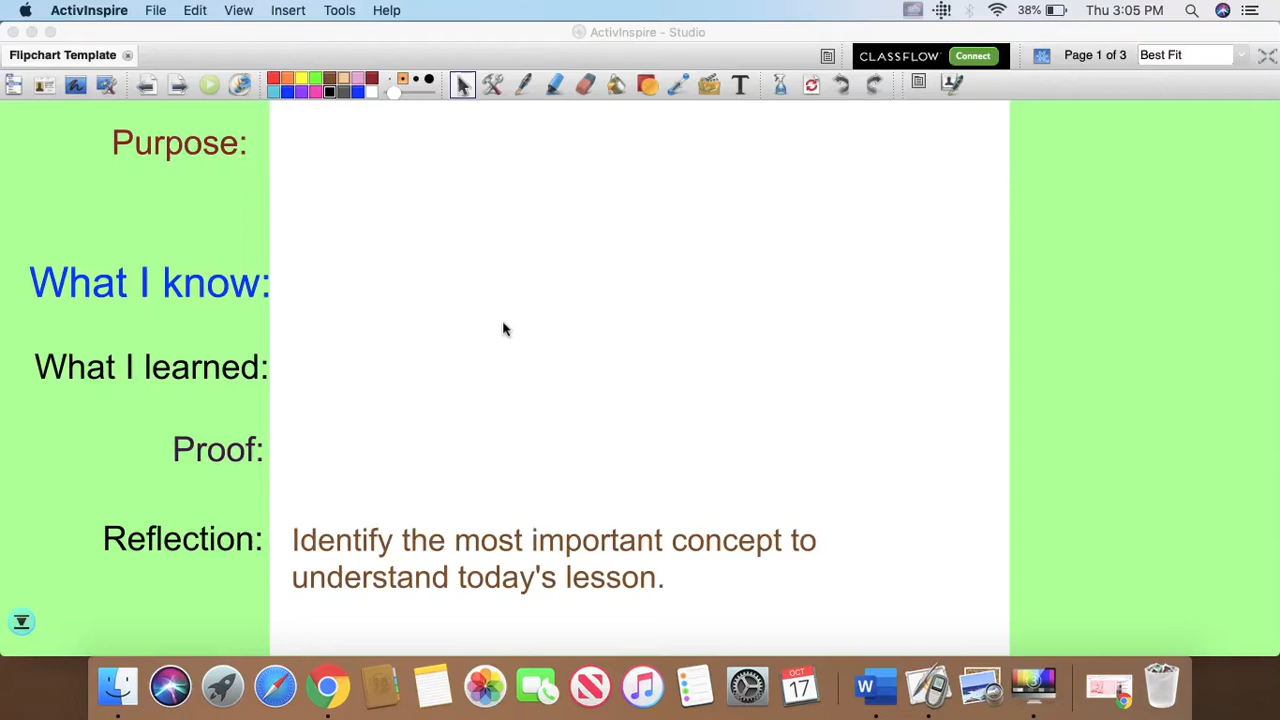 ActivInspire File Edit View Insert Tools Help 38% Thu 3:05 PM
ActivInspire - Studio
Flipchart Template CLASSFLOW Connect Page 1 of 3 Best Fit
T
Purpose:
What I know:
What I learned:
Proof:
Reflection: Identify the most important concept to
understand today's lesson.
OCT
17
W